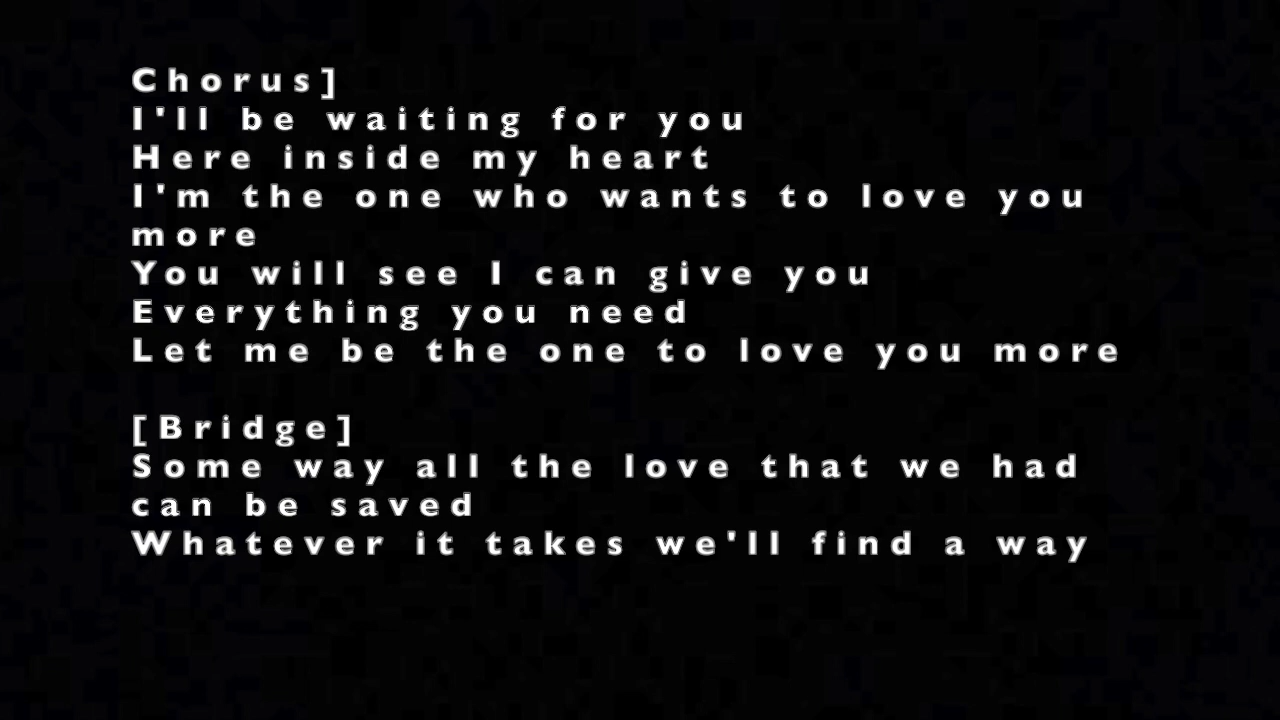 Chorus]
I'll be waiting for you
Here inside my heart
I'm the one who wants to love you
more
You will see I can give you
Everything you need
Let me be the one to love you more

[Bridge]
Some way all the love that we had
can be saved
Whatever it takes we'll find a way